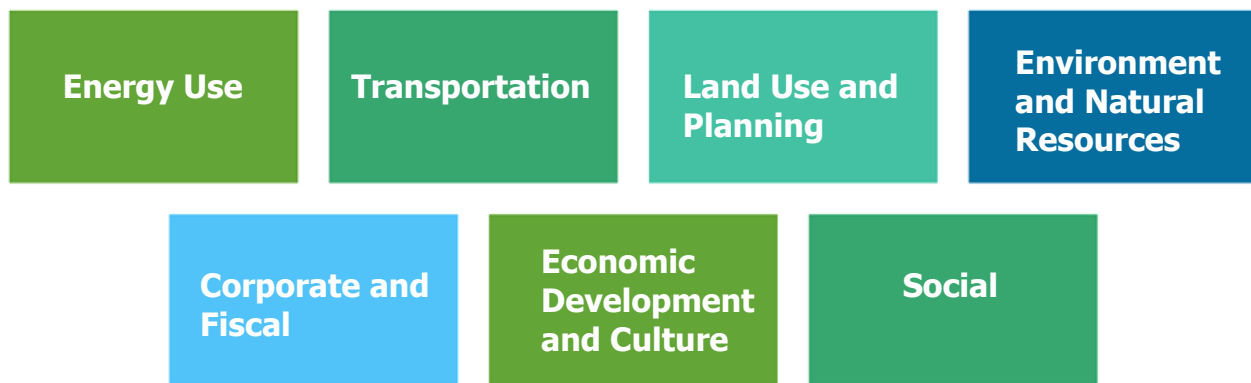 Energy Use
Transportation
Land Use and
Planning
Environment
and Natural
Resources
Corporate and
Fiscal
Economic
Development
and Culture
Social